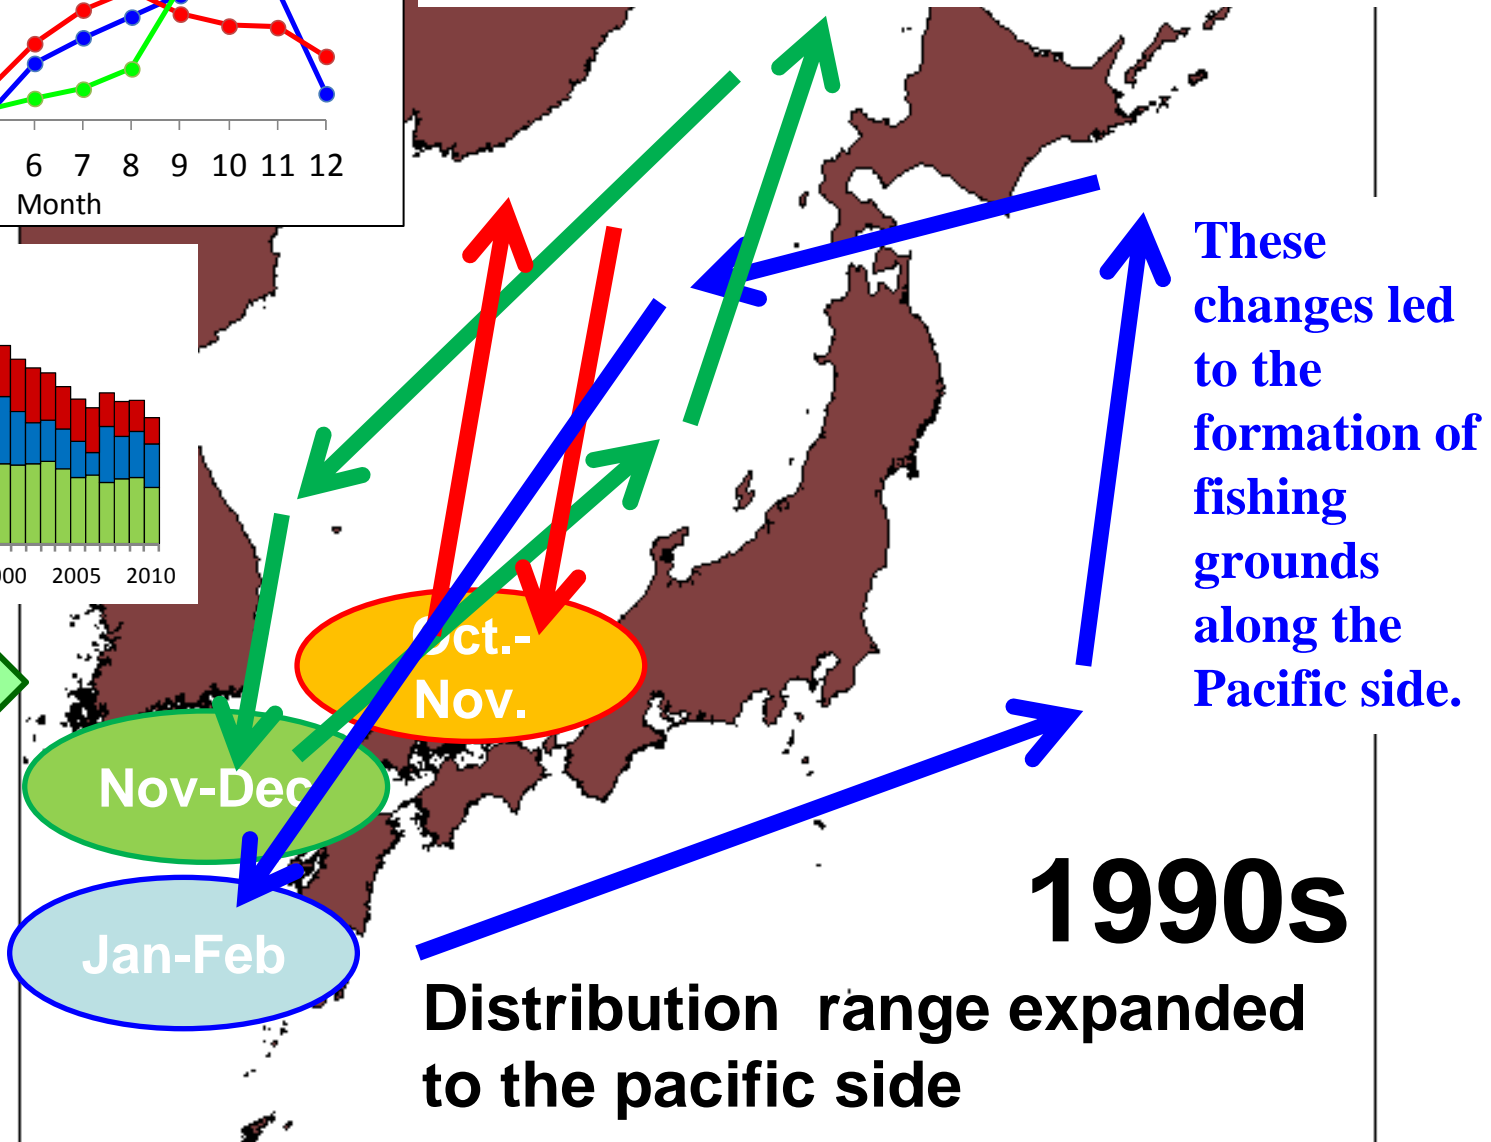 6 7 8 9 10 11 12
Month
2005 2010
These
changes led
to the
formation of
fishing
grounds
along the
Pacific side.
Oct.-
Nov.
Nov-Dec
Jan-Feb
1990s
Distribution range expanded
to the pacific side